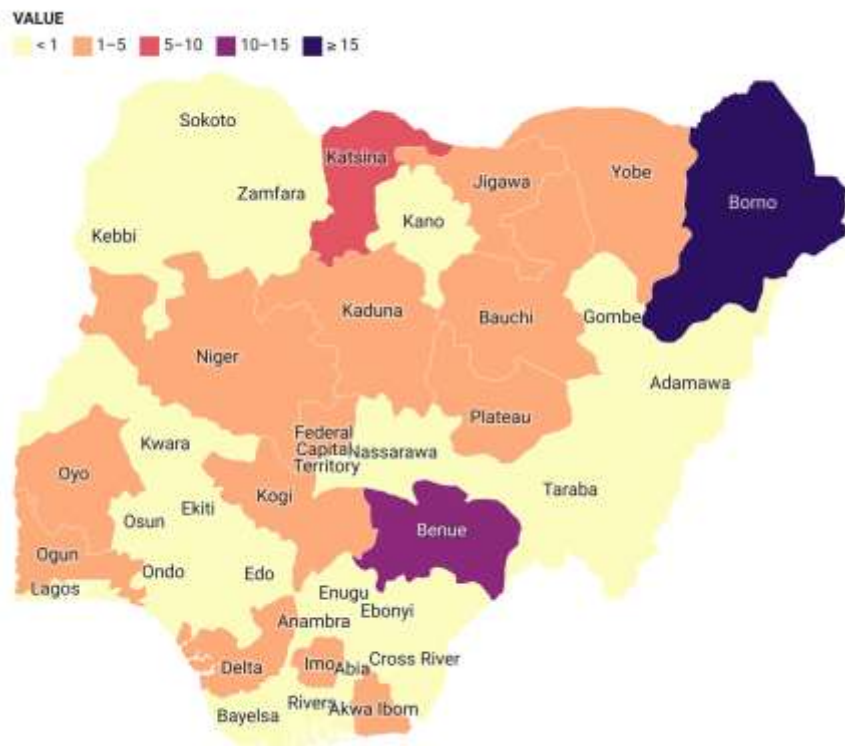 VALUE
< 1 1–5 5–10 10–15 ≥ 15
Sokoto
Katsina
Jigawa
Yobe
Zamfara
Borno
Kano
Kebbi
Kaduna
Bauchi
Gombe
Niger
Adamawa
Plateau
Federal
Capital
Territory
Kwara
Nassarawa
Oyo
Taraba
Kogi
Ekiti
Osun
Benue
Ogun
Ondo
Edo
Lagos
Enugu
Ebonyi
Anambra
Cross River
Delta
Imo
Abia
Rivers
Akwa Ibom
Bayelsa